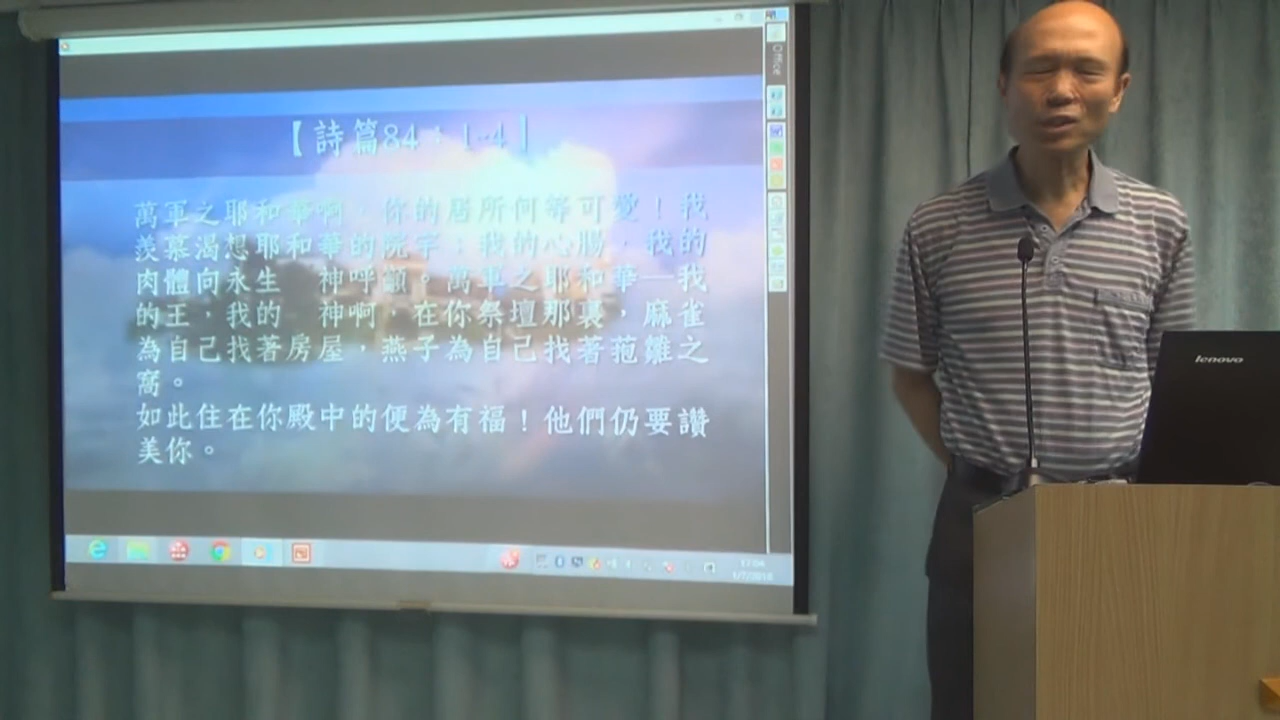 【詩篇84：1-4】
萬軍之耶和華啊，你的居所何等可愛！我
羨慕渴想耶和華的院宇；我的心腸，我的
肉體向永生　神呼籲。萬軍之耶和華─我
的王，我的　神啊，在你祭壇那裏，麻雀
為自己找著房屋，燕子為自己找著菢雛之
窩。
如此住在你殿中的便為有福！他們仍要讚
美你。
Office
lenovo
17:04